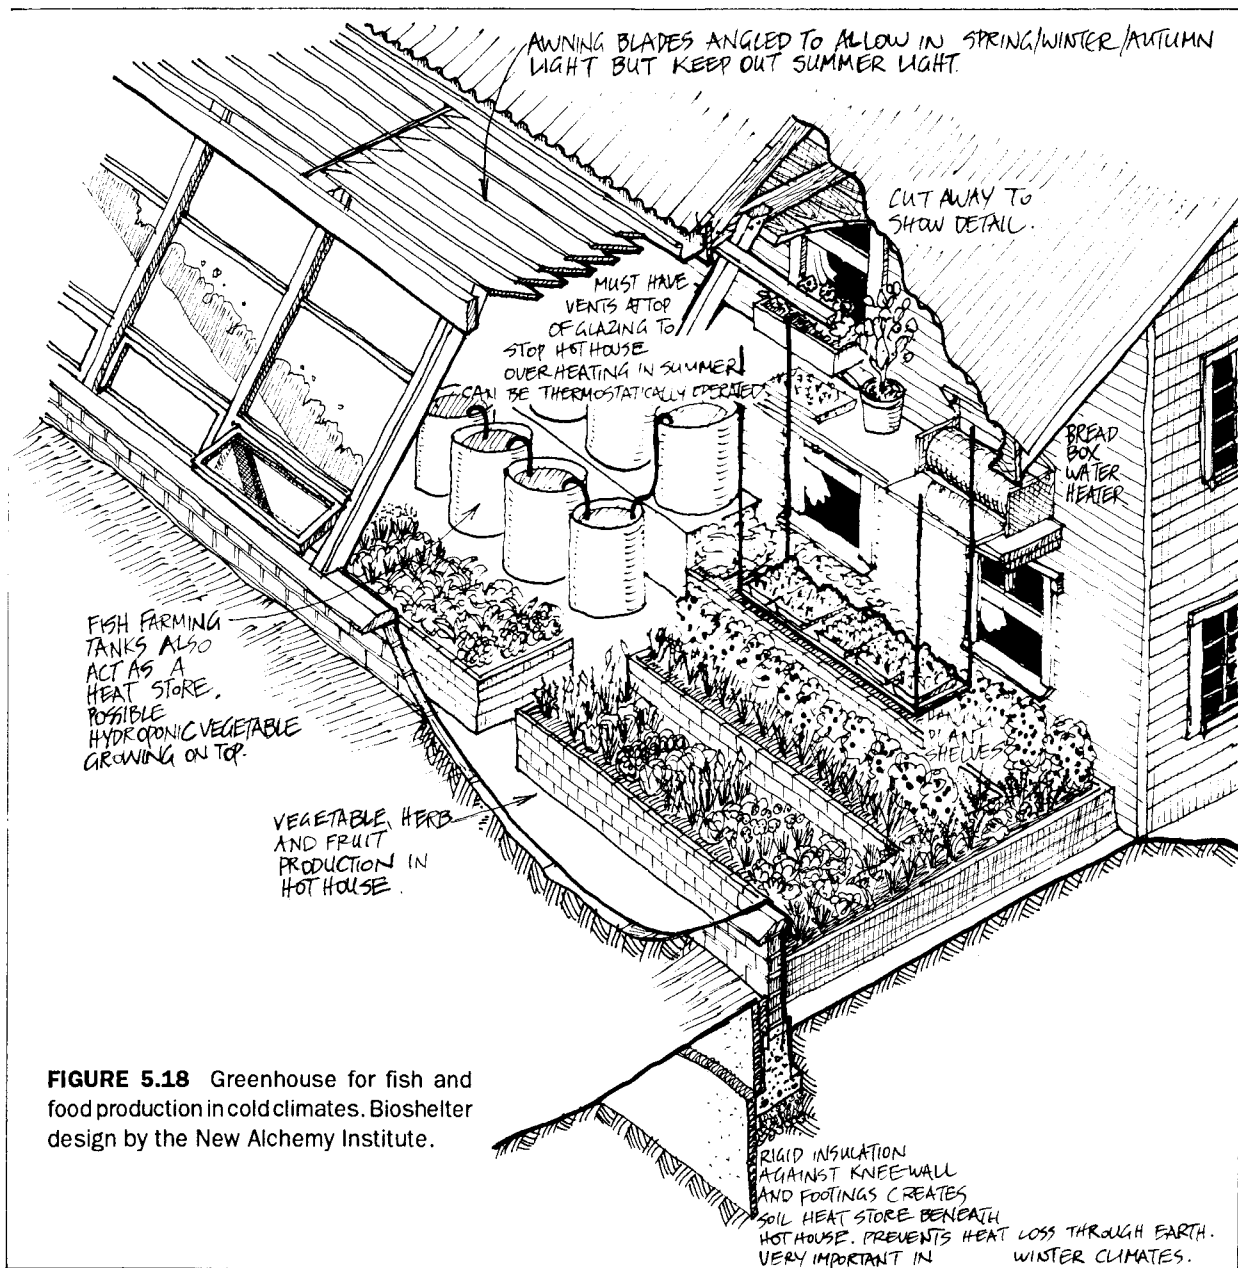 AWNING BLADES ANGLED TO ALLOW IN SPRING/WINTER/AUTUMN
LIGHT BUT KEEP OUT SUMMER LIGHT.
CUT AWAY TO
SHOW DETAIL.
MUST HAVE
VENTS AT TOP
OF GLAZING TO
STOP HOT HOUSE
OVERHEATING IN SUMMER
CAN BE THERMOSTATICALLY OPERATED
BREAD
BOX
WATER
HEATER
FISH FARMING
TANKS ALSO
ACT AS A
HEAT STORE.
POSSIBLE
HYDROPONIC VEGETABLE
GROWING ON TOP.
PLANT
SHELVES
VEGETABLE, HERB
AND FRUIT
PRODUCTION IN
HOT HOUSE.
FIGURE 5.18 Greenhouse for fish and
food production in cold climates. Bioshelter
design by the New Alchemy Institute.
RIGID INSULATION
AGAINST KNEE-WALL
AND FOOTINGS CREATES
SOIL HEAT STORE BENEATH
HOT HOUSE. PREVENTS HEAT LOSS THROUGH EARTH.
VERY IMPORTANT IN WINTER CLIMATES.